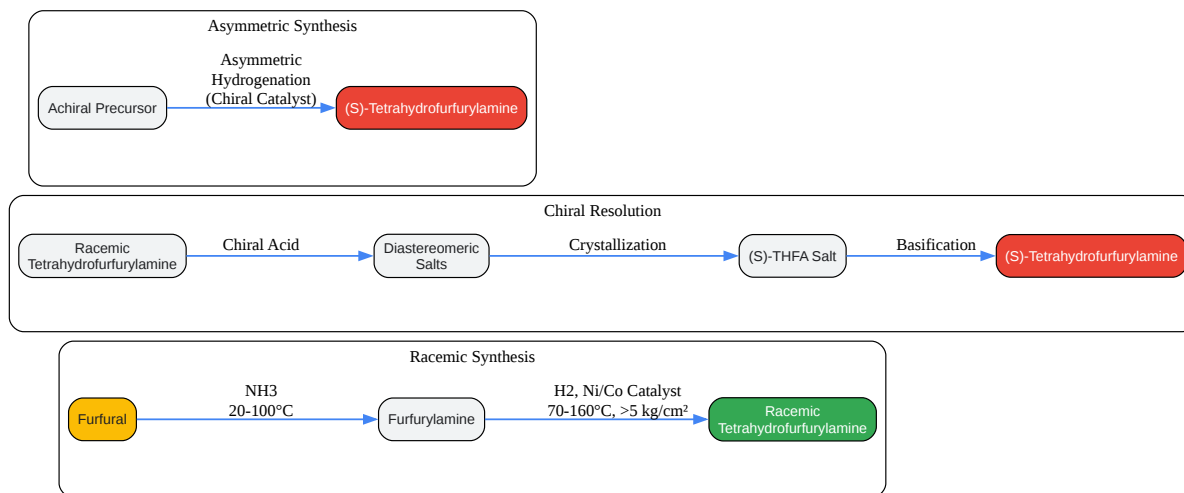 Asymmetric Synthesis
Asymmetric
Hydrogenation
(Chiral Catalyst)
Achiral Precursor
(S)-Tetrahydrofurfurylamine
Chiral Resolution
Racemic
Tetrahydrofurfurylamine
Chiral Acid
Diastereomeric
Salts
Crystallization
(S)-THFA Salt
Basification
(S)-Tetrahydrofurfurylamine
Racemic Synthesis
Furfural
NH3
20-100°C
Furfurylamine
H2, Ni/Co Catalyst
70-160°C, >5 kg/cm²
Racemic
Tetrahydrofurfurylamine